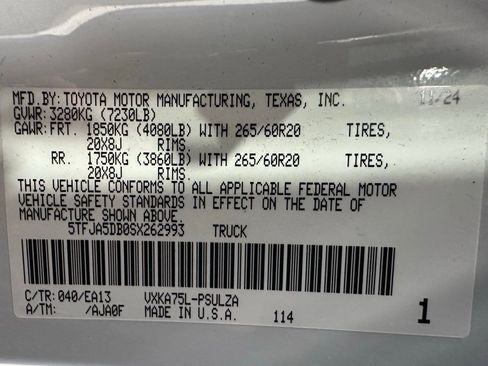 MFD.BY:TOYOTA MOTOR MANUFACTURING, TEXAS, INC. 11/24
GVWR: 3280KG (7230LB)
GAWR: FRT. 1850KG (4080LB) WITH 265/60R20 TIRES,
20X8J RIMS.
RR. 1750KG (3860LB) WITH 265/60R20 TIRES,
20X8J RIMS.
THIS VEHICLE CONFORMS TO ALL APPLICABLE FEDERAL MOTOR
VEHICLE SAFETY STANDARDS IN EFFECT ON THE DATE OF
MANUFACTURE SHOWN ABOVE.
5TFJA5DB0SX262993 TRUCK
C/TR: 040/EA13 VXKA75L-PSULZA
A/TM: /AJA0F MADE IN U.S.A. 114 1